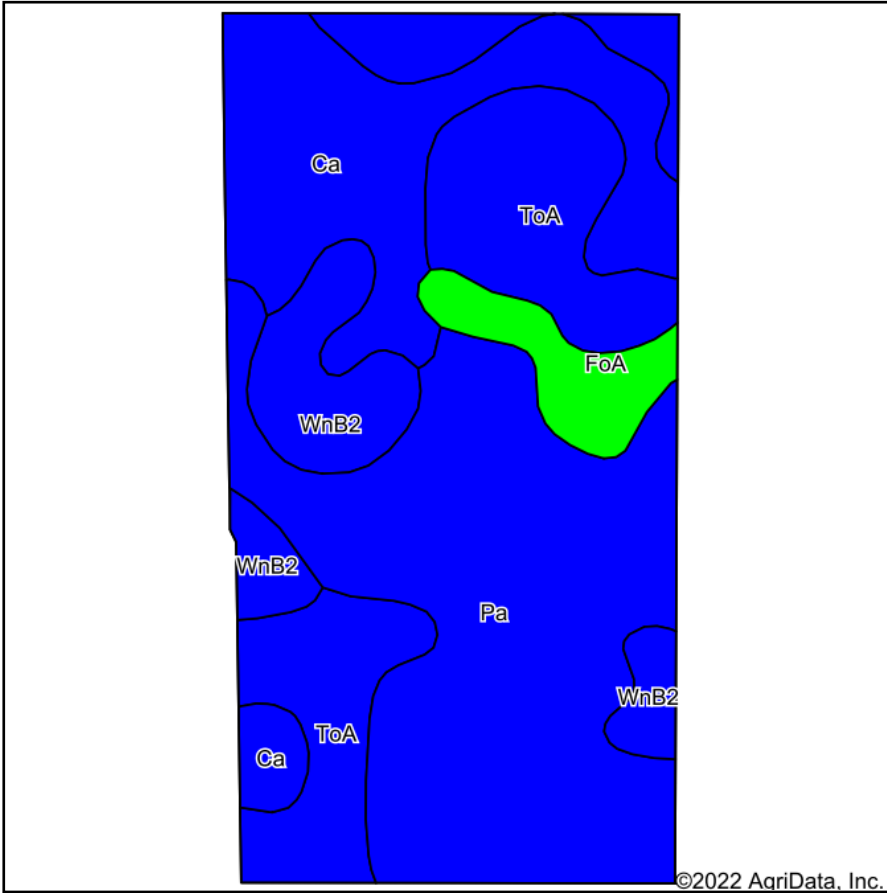 Ca
ToA
FoA
WnB2
WnB2
Pa
WnB2
ToA
Ca
©2022 AgriData, Inc.